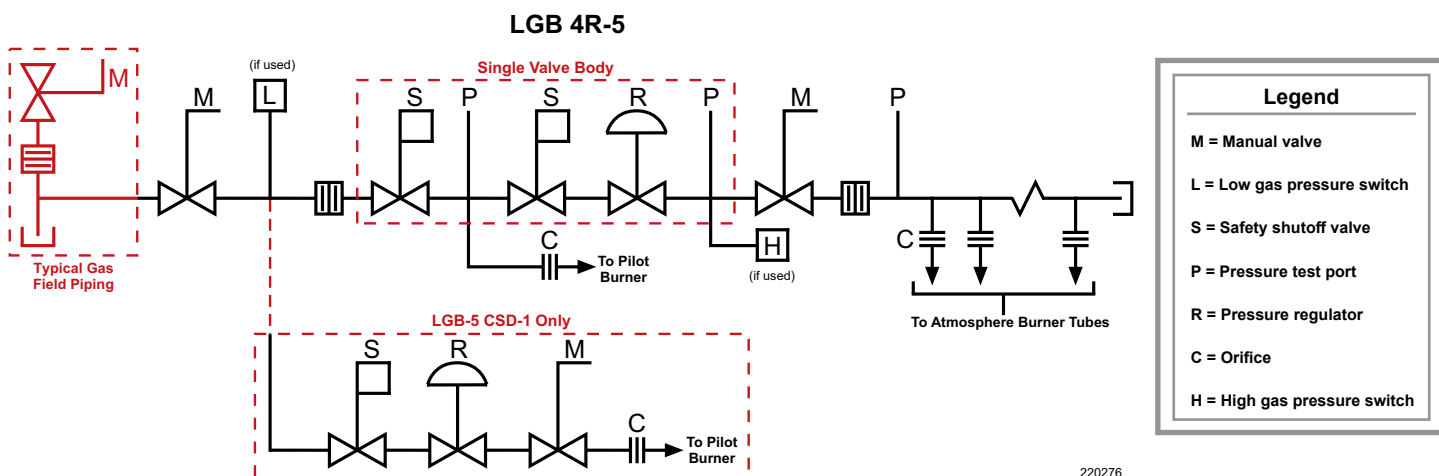 LGB 4R-5
M
Typical Gas
Field Piping
M
(if used)
L
Single Valve Body
S
P
S
R
P
M
P
C
To Pilot
Burner
H
(if used)
C
To Atmosphere Burner Tubes
LGB-5 CSD-1 Only
S
R
M
C
To Pilot
Burner
Legend
M = Manual valve
L = Low gas pressure switch
S = Safety shutoff valve
P = Pressure test port
R = Pressure regulator
C = Orifice
H = High gas pressure switch
220276